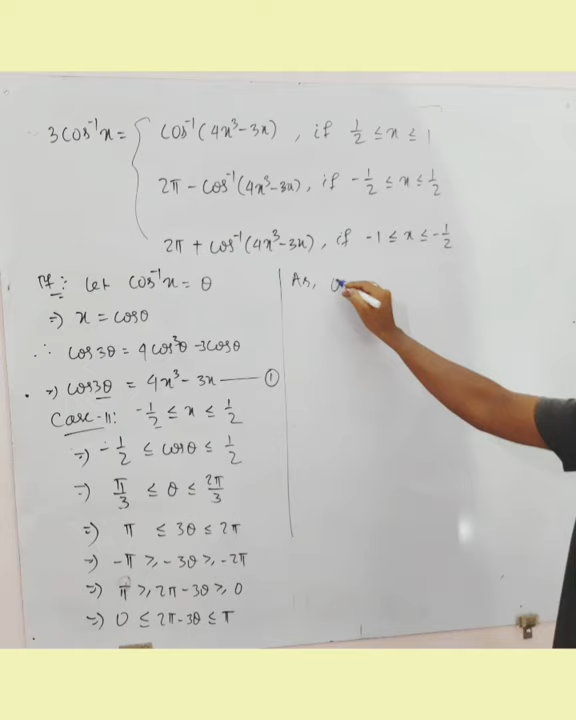 3cos⁻¹x = { cos⁻¹(4x³-3x) , if 1/2 ≤ x ≤ 1
2π - cos⁻¹(4x³-3x), if -1/2 ≤ x ≤ 1/2
2π + cos⁻¹(4x³-3x), if -1 ≤ x ≤ -1/2
Pf: Let cos⁻¹x = θ
⇒ x = cosθ
∴ cos3θ = 4cos³θ - 3cosθ
⇒ cos3θ = 4x³ - 3x —— ①
Case-II: -1/2 ≤ x ≤ 1/2
⇒ -1/2 ≤ cosθ ≤ 1/2
⇒ π/3 ≤ θ ≤ 2π/3
⇒ π ≤ 3θ ≤ 2π
⇒ -π ≥ -3θ ≥ -2π
⇒ π ≥ 2π-3θ ≥ 0
⇒ 0 ≤ 2π-3θ ≤ π
As,